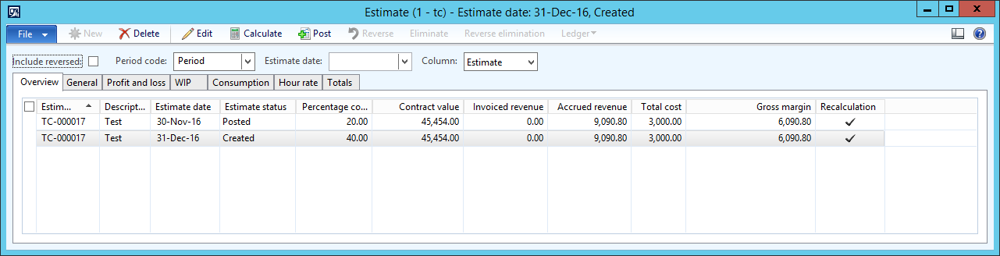 Estimate (1 - tc) - Estimate date: 31-Dec-16, Created
File New Delete Edit Calculate Post Reverse Eliminate Reverse elimination Ledger
Include reversed: Period code: Period Estimate date: Column: Estimate
Overview General Profit and loss WIP Consumption Hour rate Totals
Estim... Descript... Estimate date Estimate status Percentage co... Contract value Invoiced revenue Accrued revenue Total cost Gross margin Recalculation
TC-000017 Test 30-Nov-16 Posted 20.00 45,454.00 0.00 9,090.80 3,000.00 6,090.80
TC-000017 Test 31-Dec-16 Created 40.00 45,454.00 0.00 9,090.80 3,000.00 6,090.80